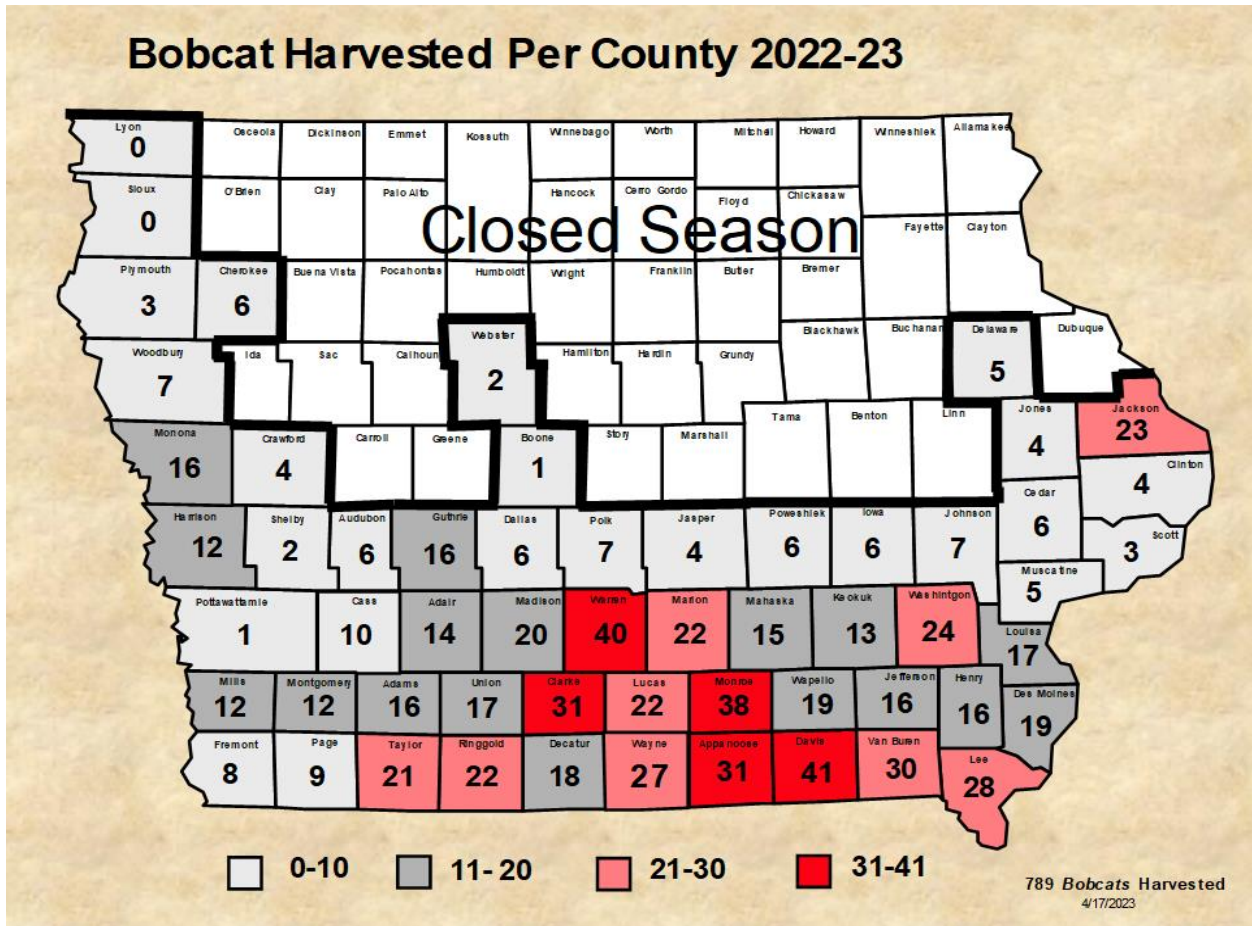 Bobcat Harvested Per County 2022-23
Lyon
0
Osceola
Dickinson
Emmet
Kossuth
Winnebago
Worth
Mitchell
Howard
Winneshiek
Allamakee
Sioux
0
O'Brien
Clay
Palo Alto
Hancock
Cerro Gordo
Floyd
Chickasaw
Closed Season
Fayette
Clayton
Plymouth
3
Cherokee
6
Buena Vista
Pocahontas
Humboldt
Wright
Franklin
Butler
Bremer
Woodbury
7
Ida
Sac
Calhoun
Webster
2
Hamilton
Hardin
Grundy
Blackhawk
Buchanan
Delaware
5
Dubuque
Monona
16
Crawford
4
Carroll
Greene
Boone
1
Story
Marshall
Tama
Benton
Linn
Jones
4
Jackson
23
Clinton
4
Harrison
12
Shelby
2
Audubon
6
Guthrie
16
Dallas
6
Polk
7
Jasper
4
Poweshiek
6
Iowa
6
Johnson
7
Cedar
6
Scott
3
Muscatine
5
Pottawattamie
1
Cass
10
Adair
14
Madison
20
Warren
40
Marion
22
Mahaska
15
Keokuk
13
Washintgon
24
Louisa
17
Mills
12
Montgomery
12
Adams
16
Union
17
Clarke
31
Lucas
22
Monroe
38
Wapello
19
Jefferson
16
Henry
16
Des Moines
19
Fremont
8
Page
9
Taylor
21
Ringgold
22
Decatur
18
Wayne
27
Appanoose
31
Davis
41
Van Buren
30
Lee
28
0-10
11- 20
21-30
31-41
789 Bobcats Harvested
4/17/2023